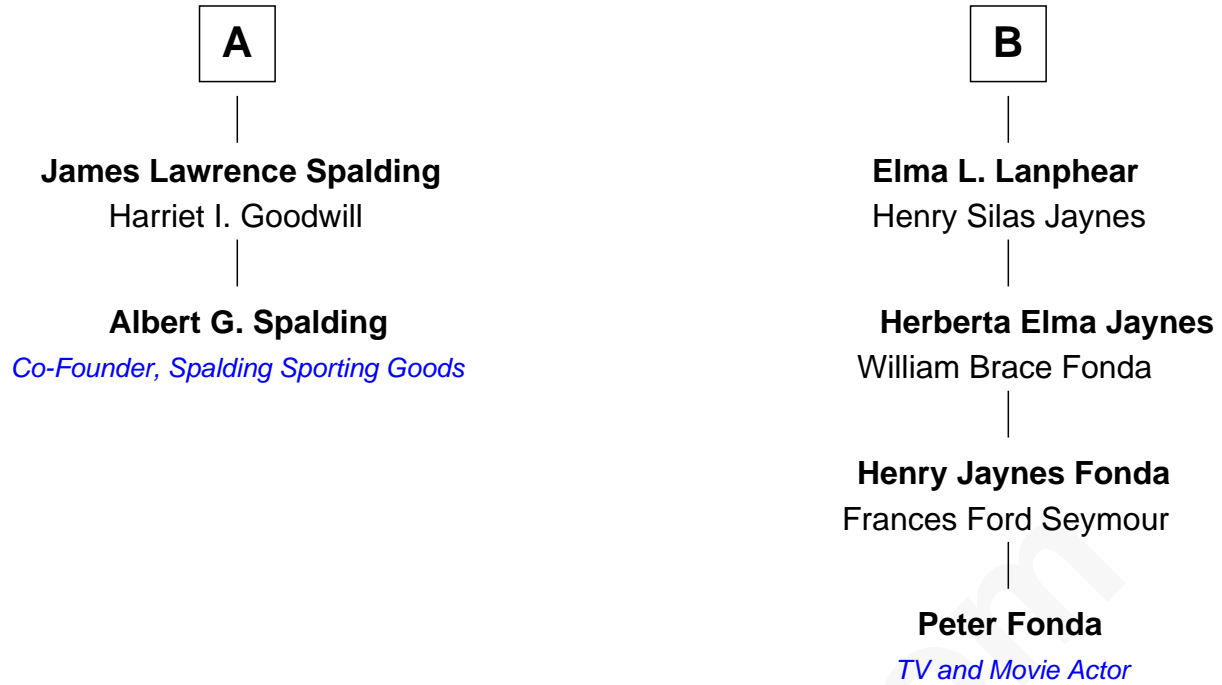 A
James Lawrence Spalding
Harriet I. Goodwill
Albert G. Spalding
Co-Founder, Spalding Sporting Goods
B
Elma L. Lanphear
Henry Silas Jaynes
Herberta Elma Jaynes
William Brace Fonda
Henry Jaynes Fonda
Frances Ford Seymour
Peter Fonda
TV and Movie Actor